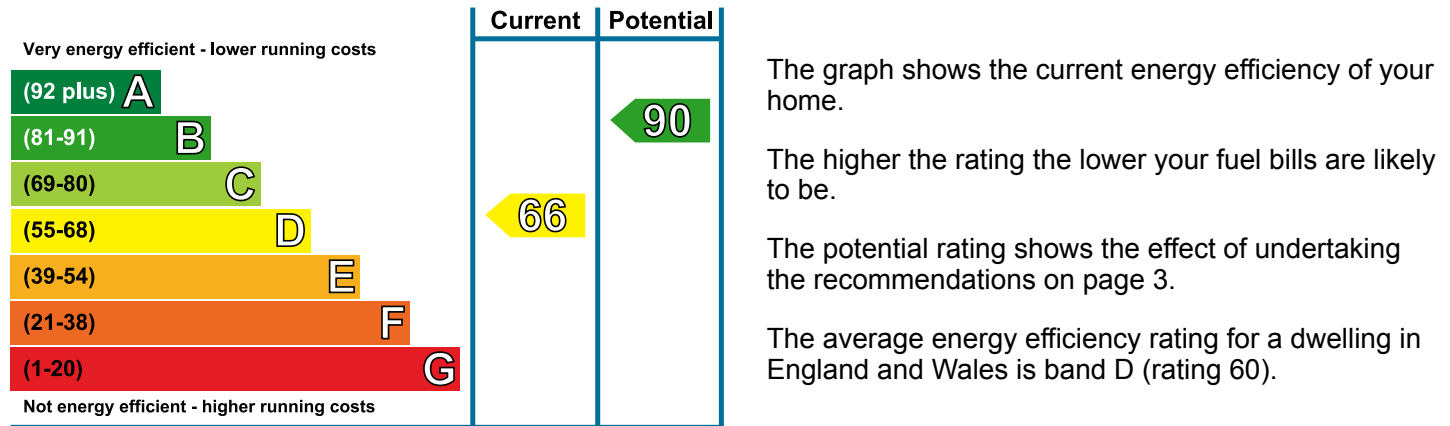 Current Potential
Very energy efficient - lower running costs
(92 plus) A
(81-91) B
(69-80) C
(55-68) D
(39-54) E
(21-38) F
(1-20) G
Not energy efficient - higher running costs
66
90
The graph shows the current energy efficiency of your
home.
The higher the rating the lower your fuel bills are likely
to be.
The potential rating shows the effect of undertaking
the recommendations on page 3.
The average energy efficiency rating for a dwelling in
England and Wales is band D (rating 60).